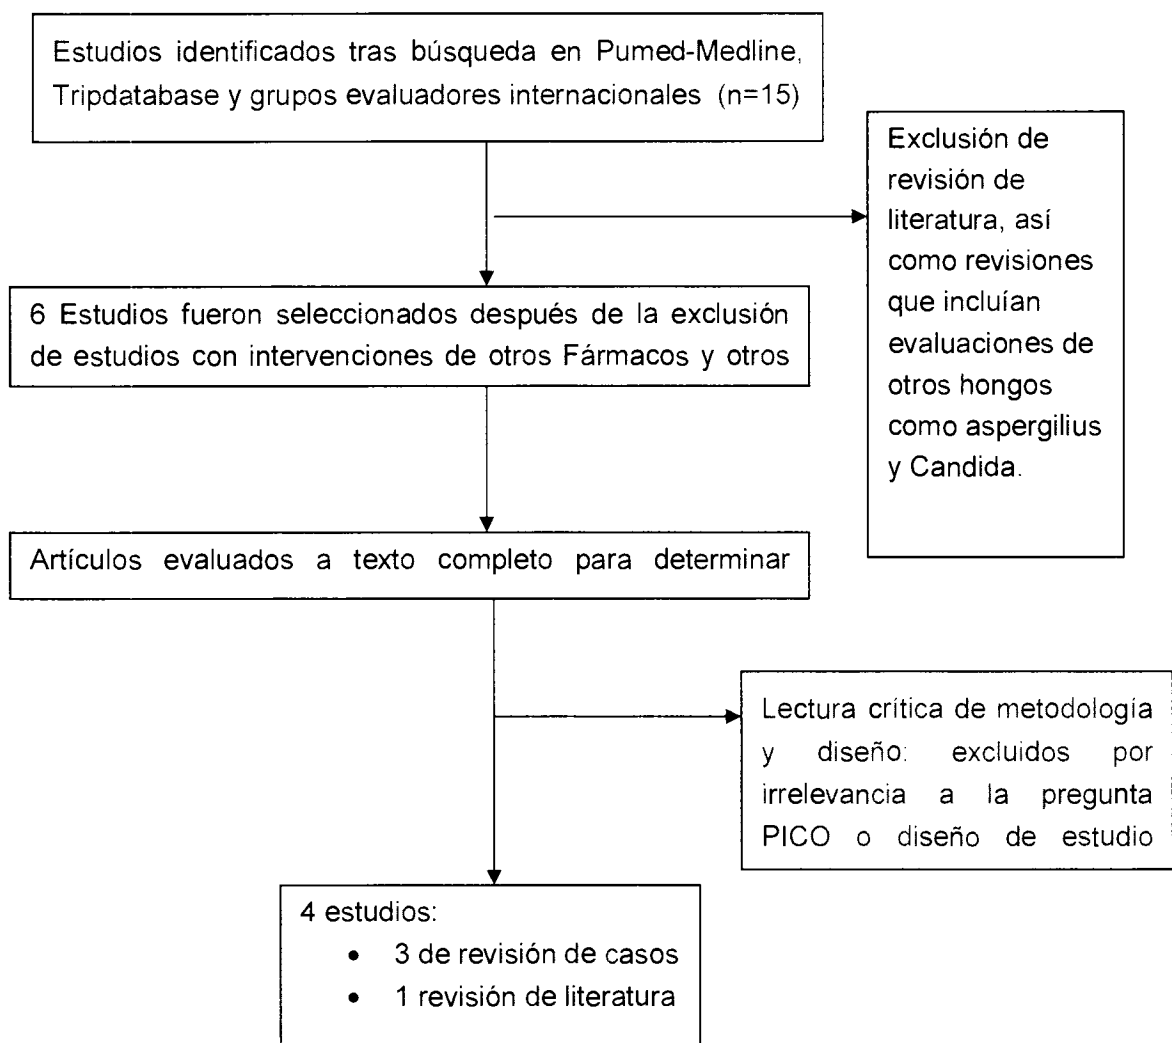 Estudios identificados tras búsqueda en Pumed-Medline,
Tripdatabase y grupos evaluadores internacionales (n=15)
Exclusión de
revisión de
literatura, así
como revisiones
que incluían
evaluaciones de
otros hongos
como aspergilius
y Candida.
6 Estudios fueron seleccionados después de la exclusión
de estudios con intervenciones de otros Fármacos y otros
Artículos evaluados a texto completo para determinar
Lectura crítica de metodología
y diseño: excluidos por
irrelevancia a la pregunta
PICO o diseño de estudio
4 estudios:
• 3 de revisión de casos
• 1 revisión de literatura